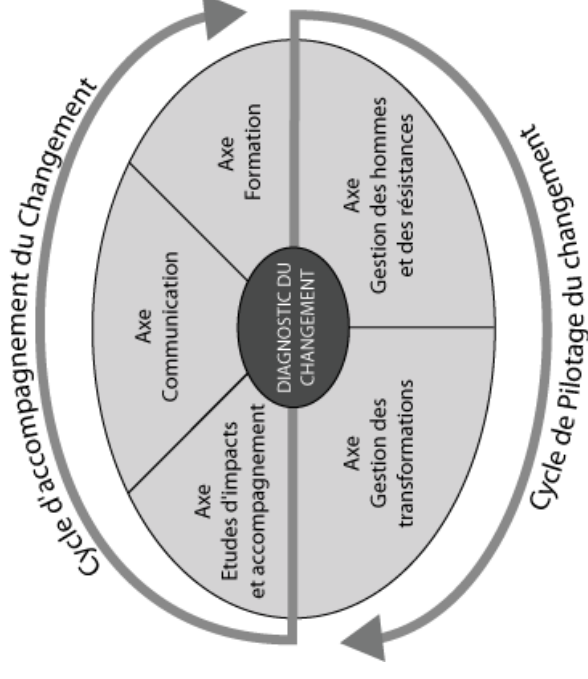 Cycle d'accompagnement du Changement
Axe
Etudes d'impacts
et accompagnement
Axe
Communication
Axe
Formation
DIAGNOSTIC DU
CHANGEMENT
Axe
Gestion des
transformations
Axe
Gestion des hommes
et des résistances
Cycle de Pilotage du changement